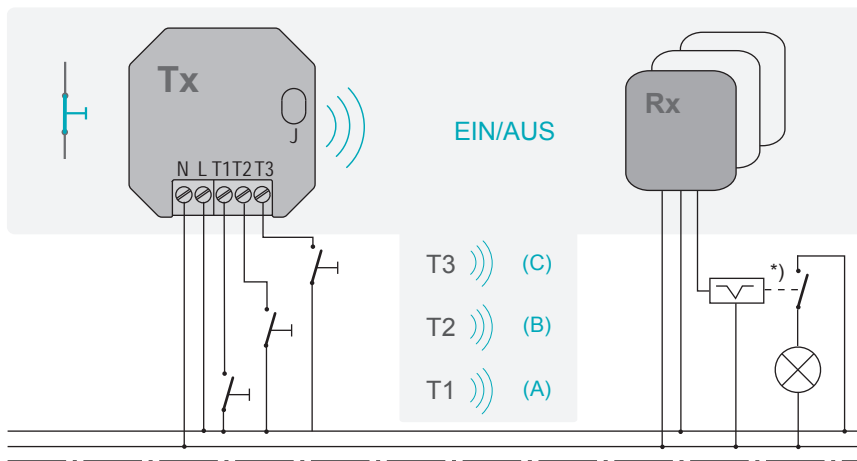 Tx
J
EIN/AUS
Rx
N L T1 T2 T3
T3 (C)
*)
T2 (B)
T1 (A)